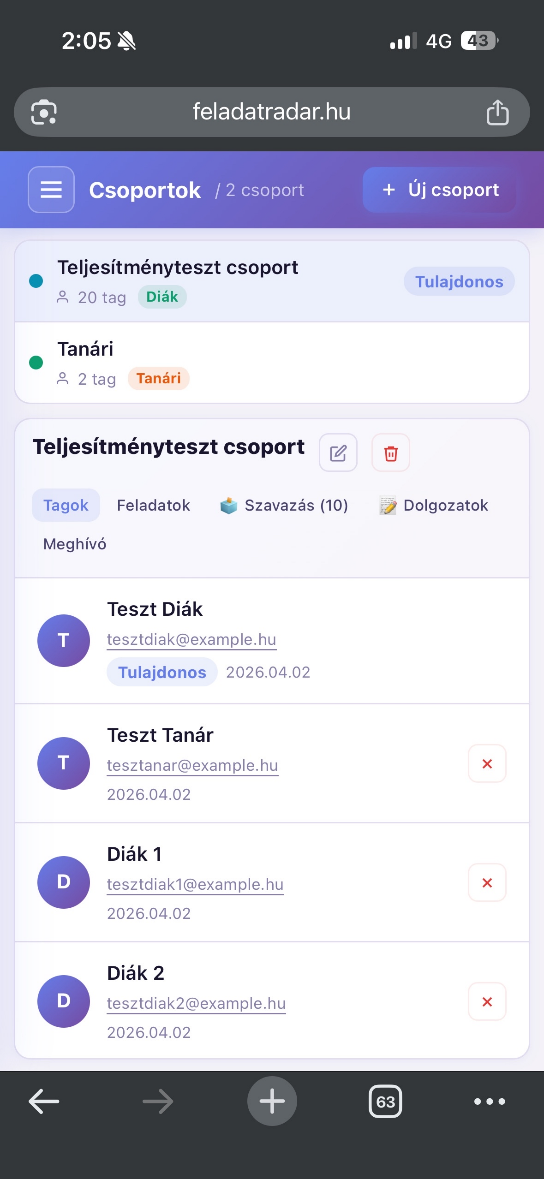 2:05
4G 43
feladatradar.hu
Csoportok / 2 csoport + Új csoport
Teljesítményteszt csoport
20 tag Diák
Tulajdonos
Tanári
2 tag Tanári
Teljesítményteszt csoport
Tagok Feladatok Szavazás (10) Dolgozatok
Meghívó
T
Teszt Diák
tesztdiak@example.hu
Tulajdonos 2026.04.02
T
Teszt Tanár
tesztanar@example.hu
2026.04.02
D
Diák 1
tesztdiak1@example.hu
2026.04.02
D
Diák 2
tesztdiak2@example.hu
2026.04.02
63